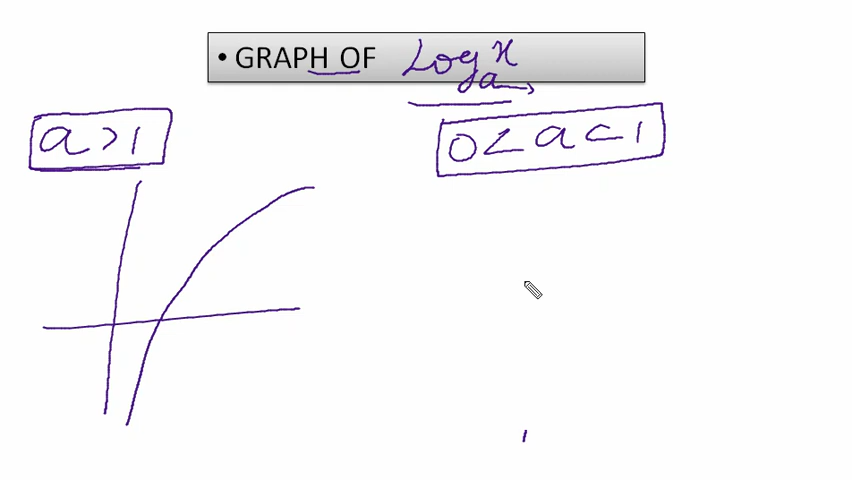 • GRAPH OF Log_a x
a > 1
0 < a < 1